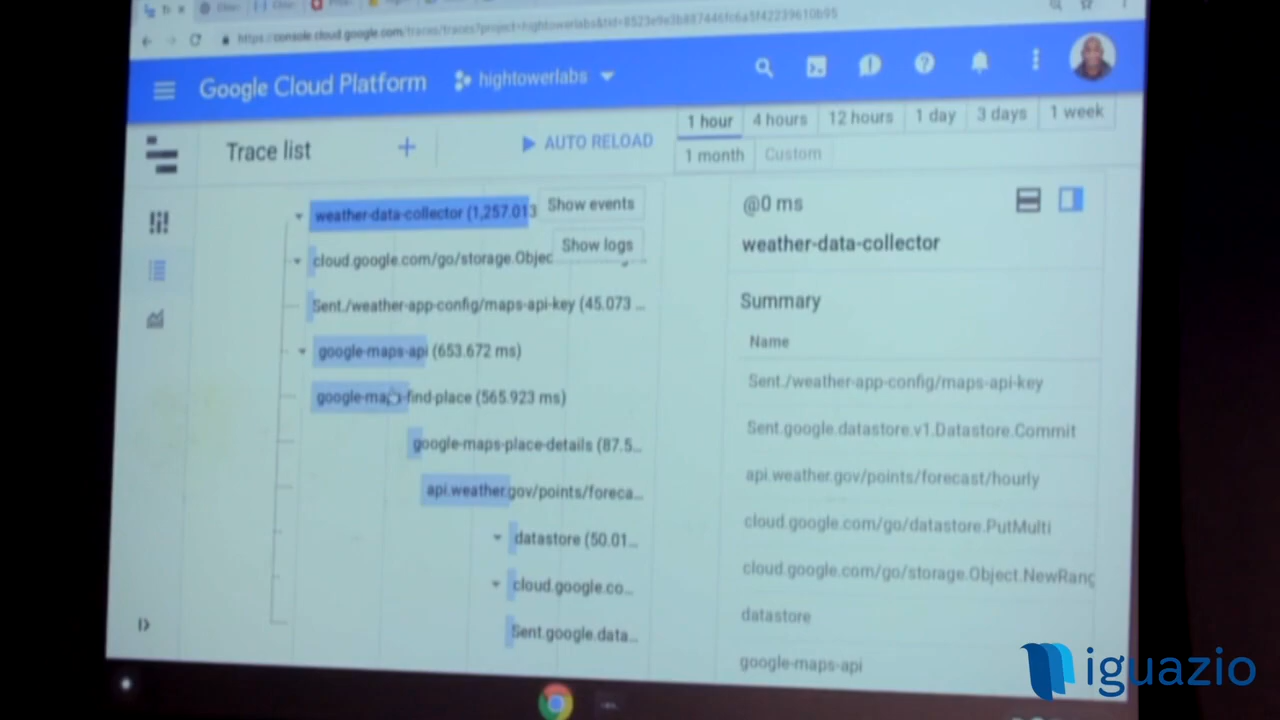 https://console.cloud.google.com/traces/traces?project=hightowerlabs&tid=
Google Cloud Platform
hightowerlabs
Trace list
+
AUTO RELOAD
1 hour
4 hours
12 hours
1 day
3 days
1 week
1 month
Custom
weather-data-collector (1,257.013
Show events
cloud.google.com/go/storage.Objec
Show logs
Sent./weather-app-config/maps-api-key (45.073 ...
google-maps-api (653.672 ms)
google-maps-find-place (565.923 ms)
google-maps-place-details (87.5...
api.weather.gov/points/foreca...
datastore (50.01...
cloud.google.co...
Sent.google.data...
@0 ms
weather-data-collector
Summary
Name
Sent./weather-app-config/maps-api-key
Sent.google.datastore.v1.Datastore.Commit
api.weather.gov/points/forecast/hourly
cloud.google.com/go/datastore.PutMulti
cloud.google.com/go/storage.Object.NewRang
datastore
google-maps-api
iguazio